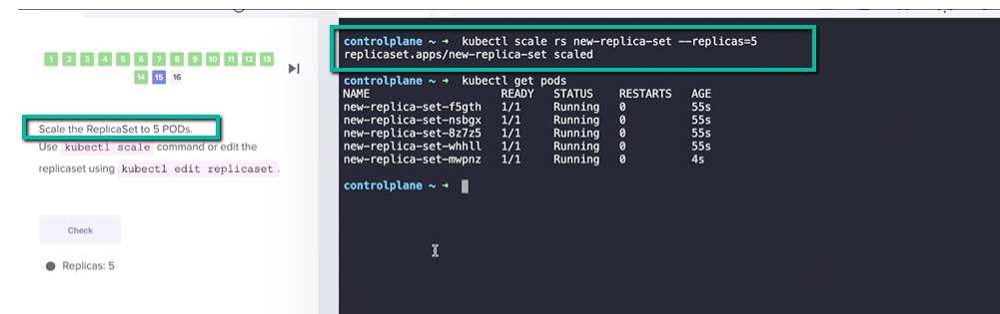 1 2 3 4 5 6 7 8 9 10 11 12 13
14 15 16
Scale the ReplicaSet to 5 PODs.
Use kubectl scale command or edit the
replicaset using kubectl edit replicaset.
Check
Replicas: 5
controlplane ~ ➜ kubectl scale rs new-replica-set --replicas=5
replicaset.apps/new-replica-set scaled
controlplane ~ ➜ kubectl get pods
NAME READY STATUS RESTARTS AGE
new-replica-set-f5gth 1/1 Running 0 55s
new-replica-set-nsbgx 1/1 Running 0 55s
new-replica-set-8z7z5 1/1 Running 0 55s
new-replica-set-whhll 1/1 Running 0 55s
new-replica-set-mwpnz 1/1 Running 0 4s
controlplane ~ ➜